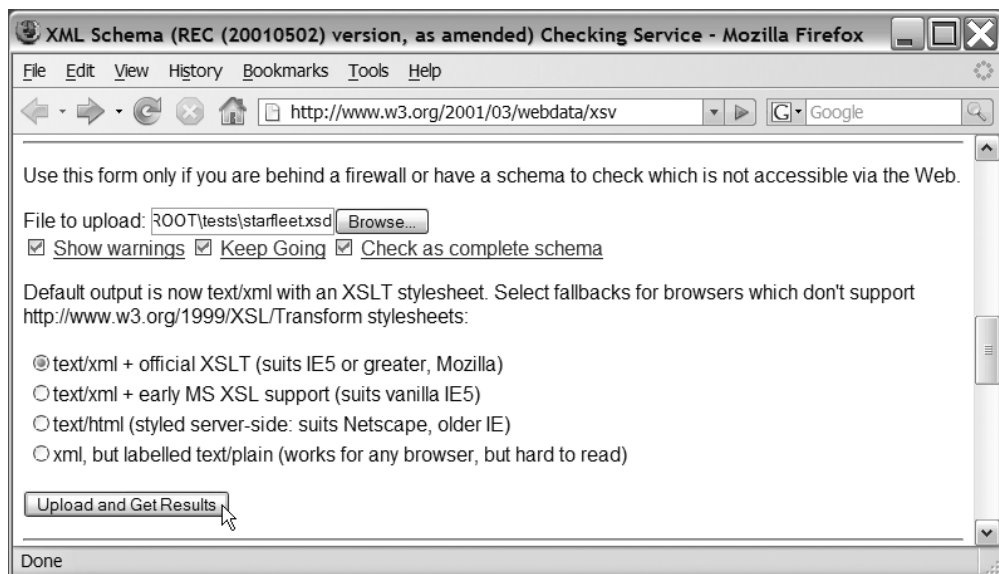 XML Schema (REC (20010502) version, as amended) Checking Service - Mozilla Firefox
File Edit View History Bookmarks Tools Help
http://www.w3.org/2001/03/webdata/xsv G Google
Use this form only if you are behind a firewall or have a schema to check which is not accessible via the Web.
File to upload: ROOT\tests\starfleet.xsd Browse...
Show warnings Keep Going Check as complete schema
Default output is now text/xml with an XSLT stylesheet. Select fallbacks for browsers which don't support
http://www.w3.org/1999/XSL/Transform stylesheets:
text/xml + official XSLT (suits IE5 or greater, Mozilla)
text/xml + early MS XSL support (suits vanilla IE5)
text/html (styled server-side: suits Netscape, older IE)
xml, but labelled text/plain (works for any browser, but hard to read)
Upload and Get Results
Done